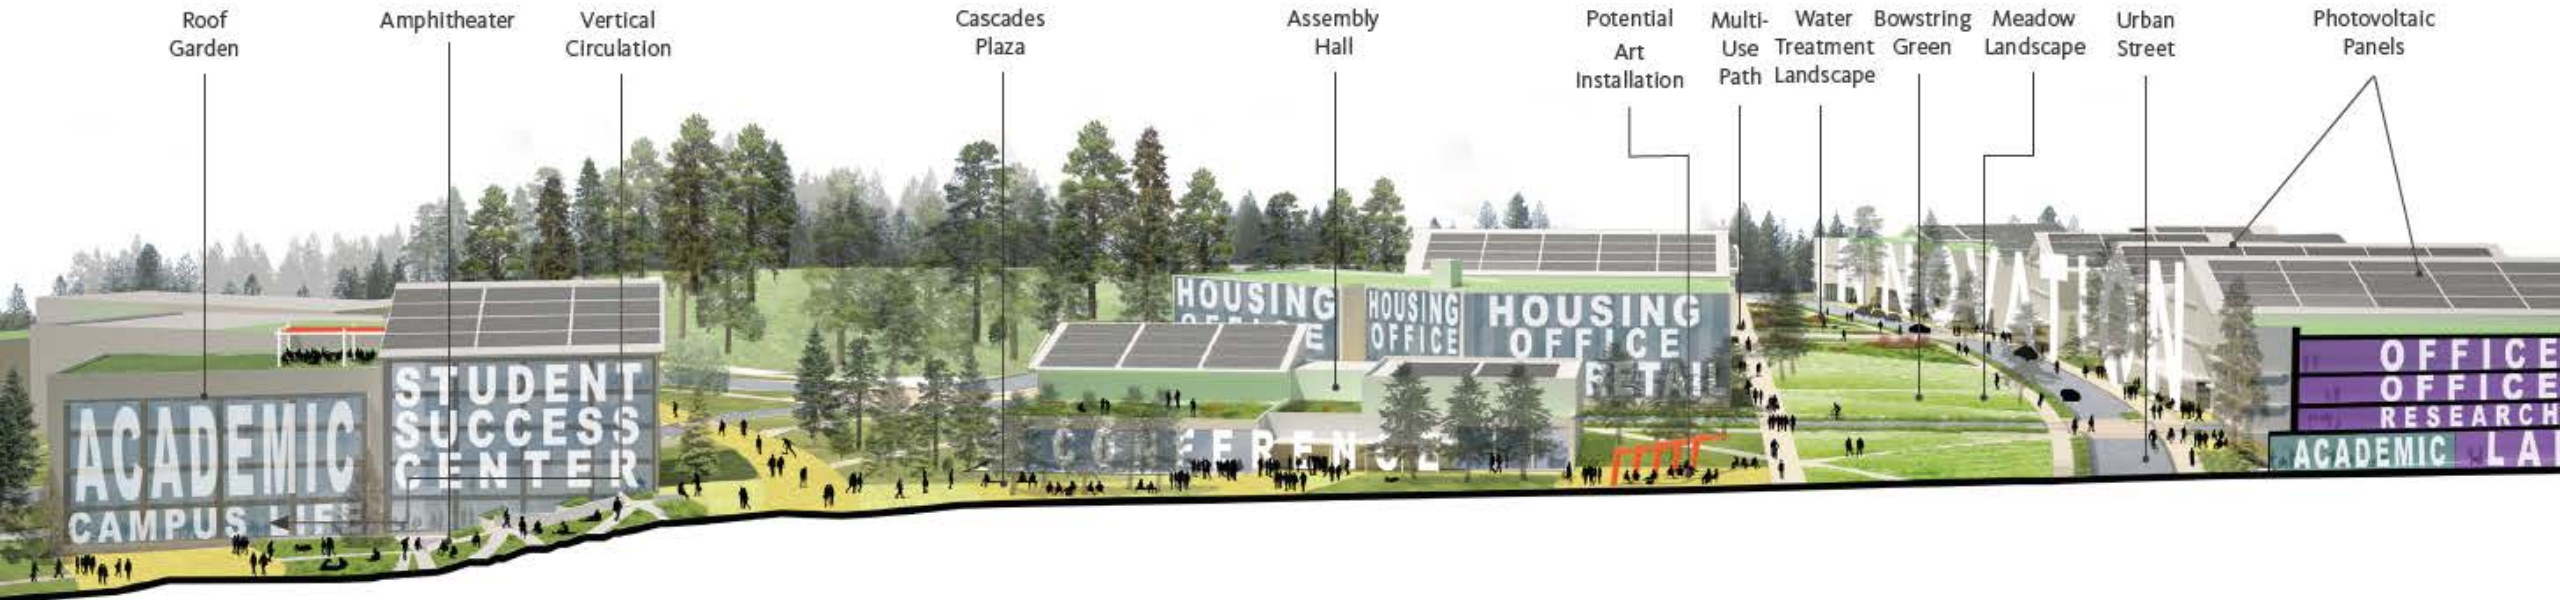 Roof
Garden
Amphitheater
Vertical
Circulation
Cascades
Plaza
Assembly
Hall
Potential
Art
Installation
Multi-
Use
Path
Water
Treatment
Landscape
Bowstring
Green
Meadow
Landscape
Urban
Street
Photovoltaic
Panels
ACADEMIC
CAMPUS LIFE
STUDENT
SUCCESS
CENTER
HOUSING
OFFICE
HOUSING
OFFICE
HOUSING
OFFICE
RETAIL
CONFERENCE
INNOVATION
OFFICE
OFFICE
RESEARCH
ACADEMIC
LA